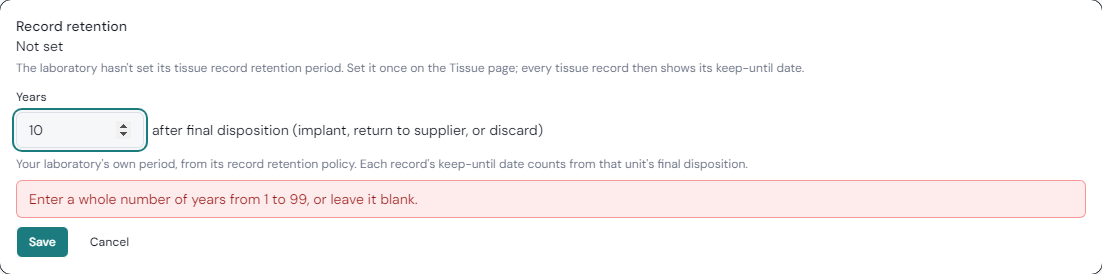 Record retention
Not set
The laboratory hasn't set its tissue record retention period. Set it once on the Tissue page; every tissue record then shows its keep-until date.
Years
10 after final disposition (implant, return to supplier, or discard)
Your laboratory's own period, from its record retention policy. Each record's keep-until date counts from that unit's final disposition.
Enter a whole number of years from 1 to 99, or leave it blank.
Save Cancel